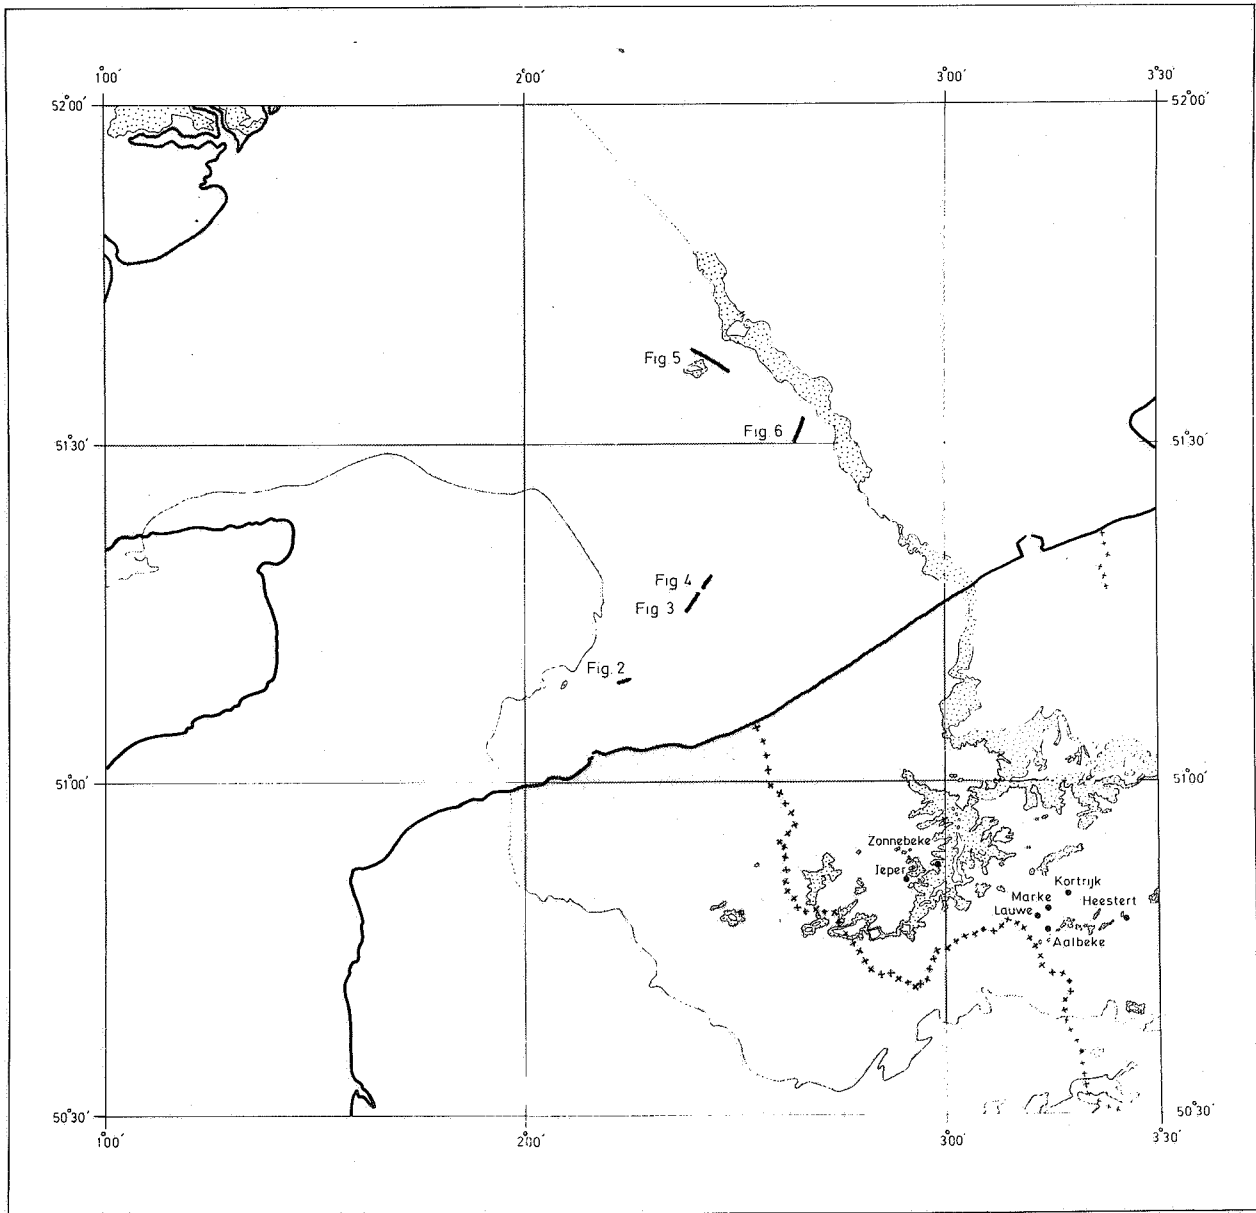 1°00′ 2°00′ 3°00′ 3°30′
52°00′ 52°00′
Fig 5
Fig 6
51°30′ 51°30′
Fig 4
Fig 3
Fig. 2
51°00′ 51°00′
Zonnebeke
Ieper
Kortrijk
Marke
Heestert
Lauwe
Aalbeke
50°30′ 50°30′
1°00′ 2°00′ 3°00′ 3°30′